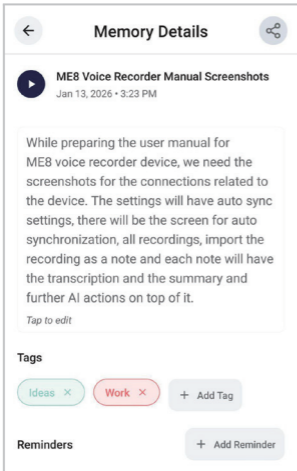 Memory Details
ME8 Voice Recorder Manual Screenshots
Jan 13, 2026 • 3:23 PM
While preparing the user manual for
ME8 voice recorder device, we need the
screenshots for the connections related to
the device. The settings will have auto sync
settings, there will be the screen for auto
synchronization, all recordings, import the
recording as a note and each note will have
the transcription and the summary and
further AI actions on top of it.
Tap to edit
Tags
Ideas ×
Work ×
+ Add Tag
Reminders
+ Add Reminder